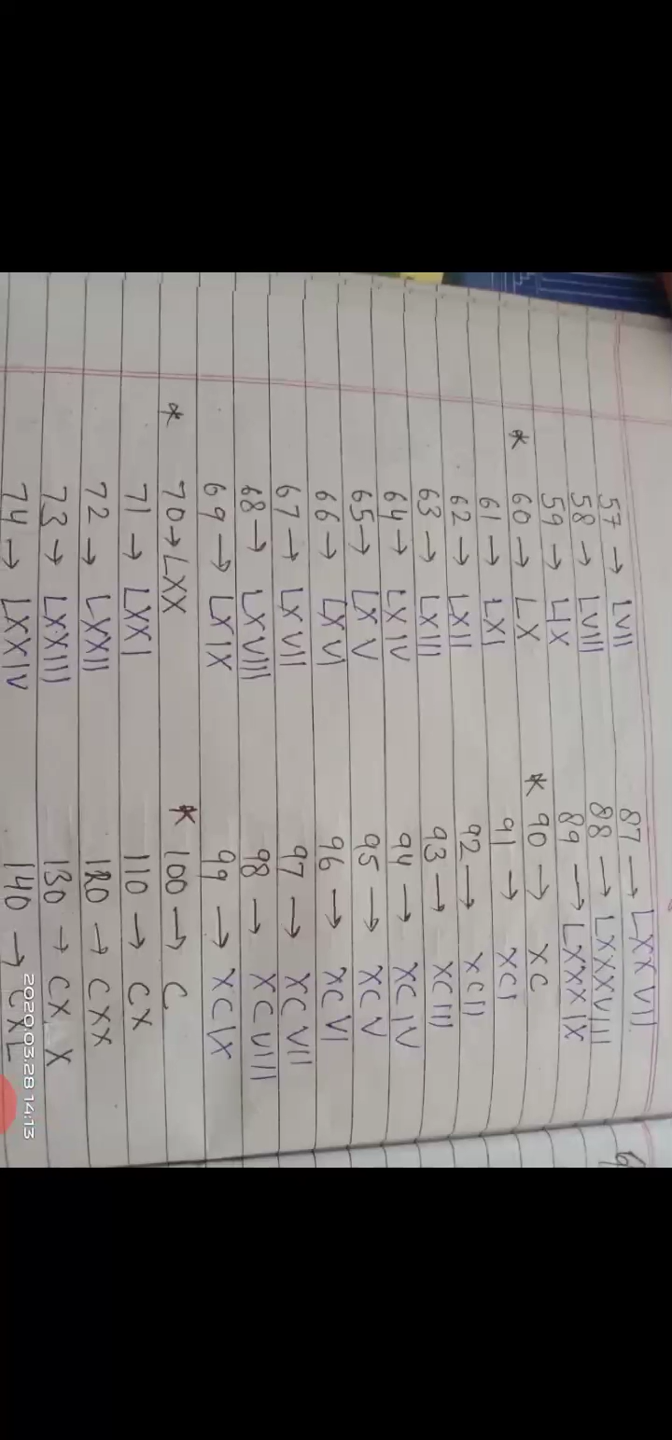 57 → LVII
58 → LVIII
59 → LIX
* 60 → LX
61 → LXI
62 → LXII
63 → LXIII
64 → LXIV
65 → LXV
66 → LXVI
67 → LXVII
68 → LXVIII
69 → LXIX
* 70 → LXX
71 → LXXI
72 → LXXII
73 → LXXIII
74 → LXXIV
87 → LXXVII
88 → LXXXVIII
89 → LXXXIX
* 90 → XC
91 → XCI
92 → XCII
93 → XCIII
94 → XCIV
95 → XCV
96 → XCVI
97 → XCVII
98 → XCVIII
99 → XCIX
* 100 → C
110 → CX
120 → CXX
130 → CX X
140 → CXL
2020.03.28 14:13